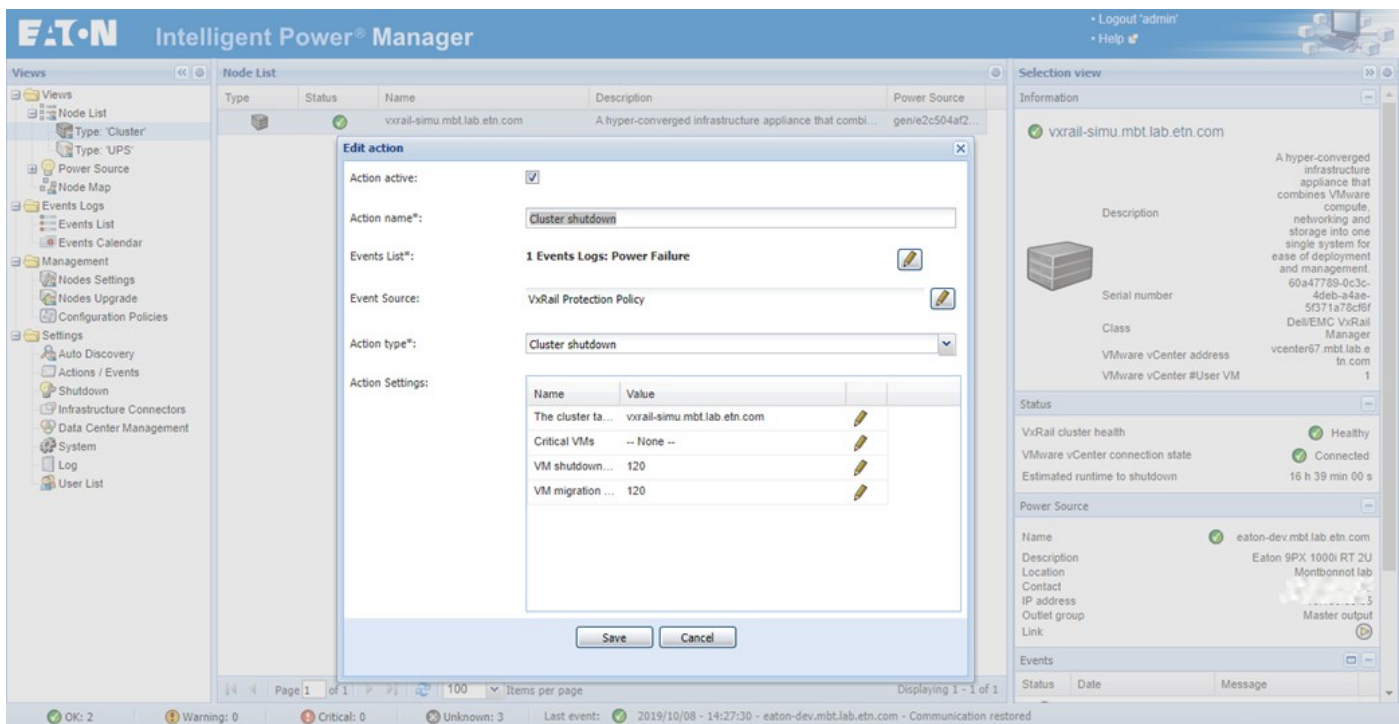 EATON
Intelligent Power® Manager
• Logout 'admin'
• Help
Views
Views
Node List
Type: 'Cluster'
Type: 'UPS'
Power Source
Node Map
Events Logs
Events List
Events Calendar
Management
Nodes Settings
Nodes Upgrade
Configuration Policies
Settings
Auto Discovery
Actions / Events
Shutdown
Infrastructure Connectors
Data Center Management
System
Log
User List
Node List
Type Status Name Description Power Source
vxrail-simu.mbt.lab.etn.com A hyper-converged infrastructure appliance that combi... gen/e2c504af2...
Edit action
Action active:
Action name*: Cluster shutdown
Events List*: 1 Events Logs: Power Failure
Event Source: VxRail Protection Policy
Action type*: Cluster shutdown
Action Settings:
Name Value
The cluster ta... vxrail-simu.mbt.lab.etn.com
Critical VMs -- None --
VM shutdown... 120
VM migration ... 120
Save Cancel
Page 1 of 1 100 Items per page Displaying 1 - 1 of 1
Selection view
Information
vxrail-simu.mbt.lab.etn.com
Description
A hyper-converged
infrastructure
appliance that
combines VMware
compute,
networking and
storage into one
single system for
ease of deployment
and management.
Serial number
60a47789-0c3c-
4deb-a4ae-
5f371a78cf6f
Class
Dell/EMC VxRail
Manager
VMware vCenter address
vcenter67.mbt.lab.e
tn.com
VMware vCenter #User VM 1
Status
VxRail cluster health Healthy
VMware vCenter connection state Connected
Estimated runtime to shutdown 16 h 39 min 00 s
Power Source
Name eaton-dev.mbt.lab.etn.com
Description Eaton 9PX 1000i RT 2U
Location Montbonnot lab
Contact
IP address
Outlet group Master output
Link
Events
Status Date Message
OK: 2 Warning: 0 Critical: 0 Unknown: 3 Last event: 2019/10/08 - 14:27:30 - eaton-dev.mbt.lab.etn.com - Communication restored